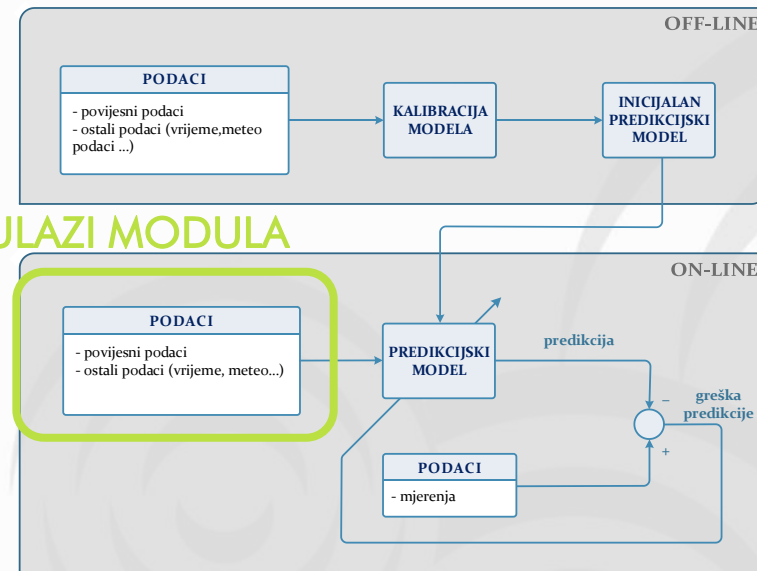 OFF-LINE
PODACI
- povijesni podaci
- ostali podaci (vrijeme,meteo
podaci ...)
KALIBRACIJA
MODELA
INICIJALAN
PREDIKCIJSKI
MODEL
ULAZI MODULA
ON-LINE
PODACI
- povijesni podaci
- ostali podaci (vrijeme, meteo...)
PREDIKCIJSKI
MODEL
predikcija
–
greška
predikcije
+
PODACI
- mjerenja